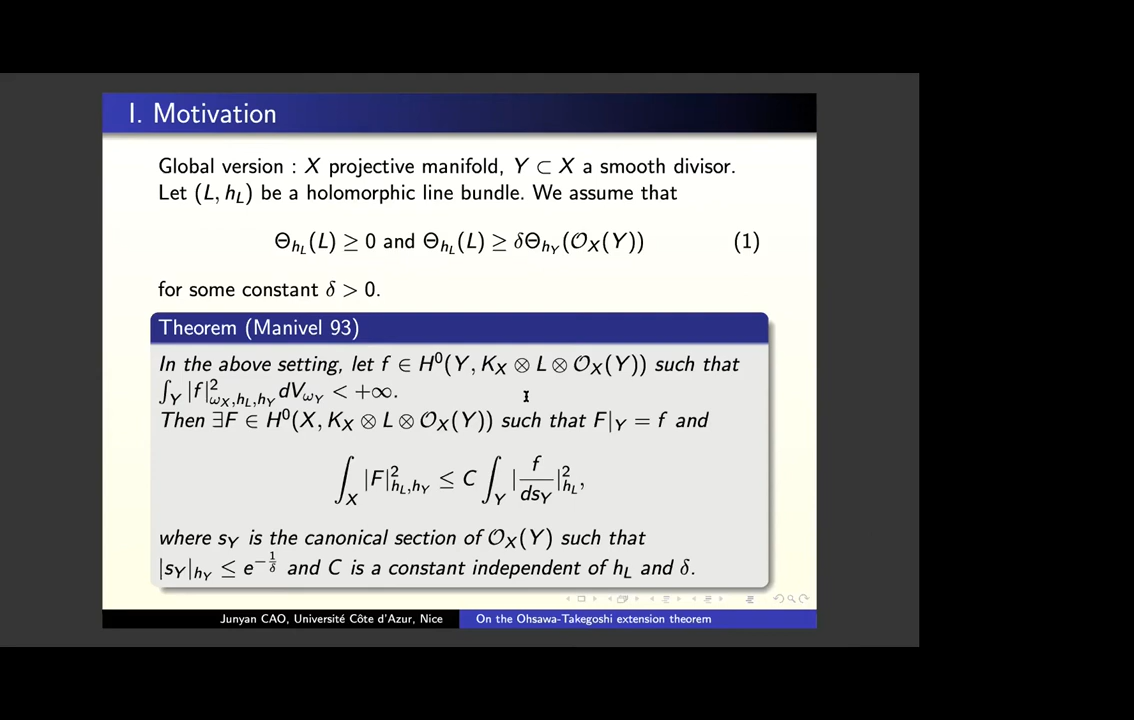 I. Motivation
Global version : X projective manifold, Y ⊂ X a smooth divisor.
Let (L, h_L) be a holomorphic line bundle. We assume that
Θ_{h_L}(L) ≥ 0 and Θ_{h_L}(L) ≥ δΘ_{h_Y}(𝒪_X(Y)) (1)
for some constant δ > 0.
Theorem (Manivel 93)
In the above setting, let f ∈ H⁰(Y, K_X ⊗ L ⊗ 𝒪_X(Y)) such that
∫_Y |f|²_{ω_X,h_L,h_Y} dV_{ω_Y} < +∞.
Then ∃F ∈ H⁰(X, K_X ⊗ L ⊗ 𝒪_X(Y)) such that F|_Y = f and
∫_X |F|²_{h_L,h_Y} ≤ C ∫_Y |f/ds_Y|²_{h_L},
where s_Y is the canonical section of 𝒪_X(Y) such that
|s_Y|_{h_Y} ≤ e^{-1/δ} and C is a constant independent of h_L and δ.
Junyan CAO, Université Côte d'Azur, Nice
On the Ohsawa-Takegoshi extension theorem